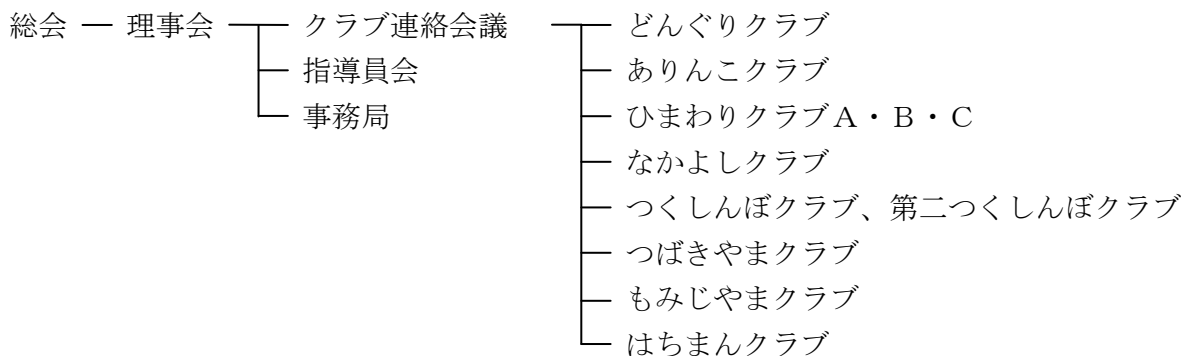 総会 理事会 クラブ連絡会議 どんぐりクラブ
指導員会 ありんこクラブ
事務局 ひまわりクラブA・B・C
なかよしクラブ
つくしんぼクラブ、第二つくしんぼクラブ
つばきやまクラブ
もみじやまクラブ
はちまんクラブ